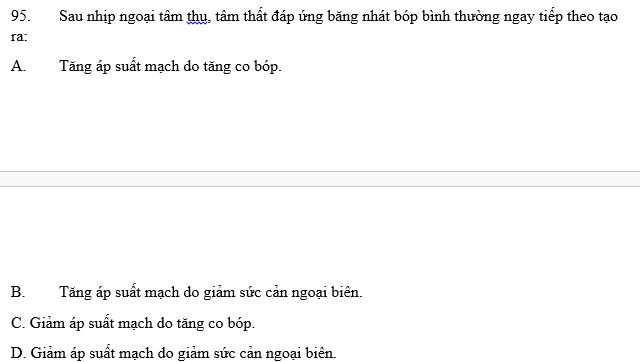 95. Sau nhịp ngoại tâm thu, tâm thất đáp ứng bằng nhát bóp bình thường ngay tiếp theo tạo
ra:
A. Tăng áp suất mạch do tăng co bóp.
B. Tăng áp suất mạch do giảm sức cản ngoại biên.
C. Giảm áp suất mạch do tăng co bóp.
D. Giảm áp suất mạch do giảm sức cản ngoại biên.